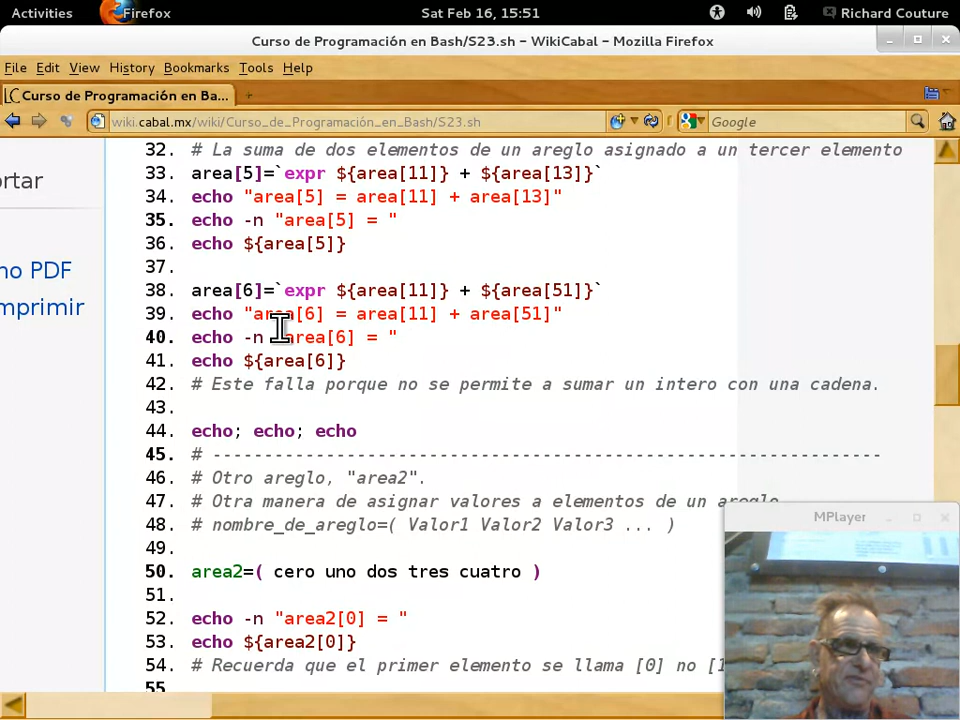 Activities Firefox Sat Feb 16, 15:51 Richard Couture
Curso de Programación en Bash/S23.sh - WikiCabal - Mozilla Firefox
File Edit View History Bookmarks Tools Help
Curso de Programación en Ba...
wiki.cabal.mx/wiki/Curso_de_Programación_en_Bash/S23.sh Google
ortar
no PDF
mprimir
32. # La suma de dos elementos de un areglo asignado a un tercer elemento
33. area[5]=`expr ${area[11]} + ${area[13]}`
34. echo "area[5] = area[11] + area[13]"
35. echo -n "area[5] = "
36. echo ${area[5]}
37.
38. area[6]=`expr ${area[11]} + ${area[51]}`
39. echo "area[6] = area[11] + area[51]"
40. echo -n "area[6] = "
41. echo ${area[6]}
42. # Este falla porque no se permite a sumar un intero con una cadena.
43.
44. echo; echo; echo
45. # -----------------------------------------------------------------
46. # Otro areglo, "area2".
47. # Otra manera de asignar valores a elementos de un areglo
48. # nombre_de_areglo=( Valor1 Valor2 Valor3 ... )
49.
50. area2=( cero uno dos tres cuatro )
51.
52. echo -n "area2[0] = "
53. echo ${area2[0]}
54. # Recuerda que el primer elemento se llama [0] no [1
55
MPlayer